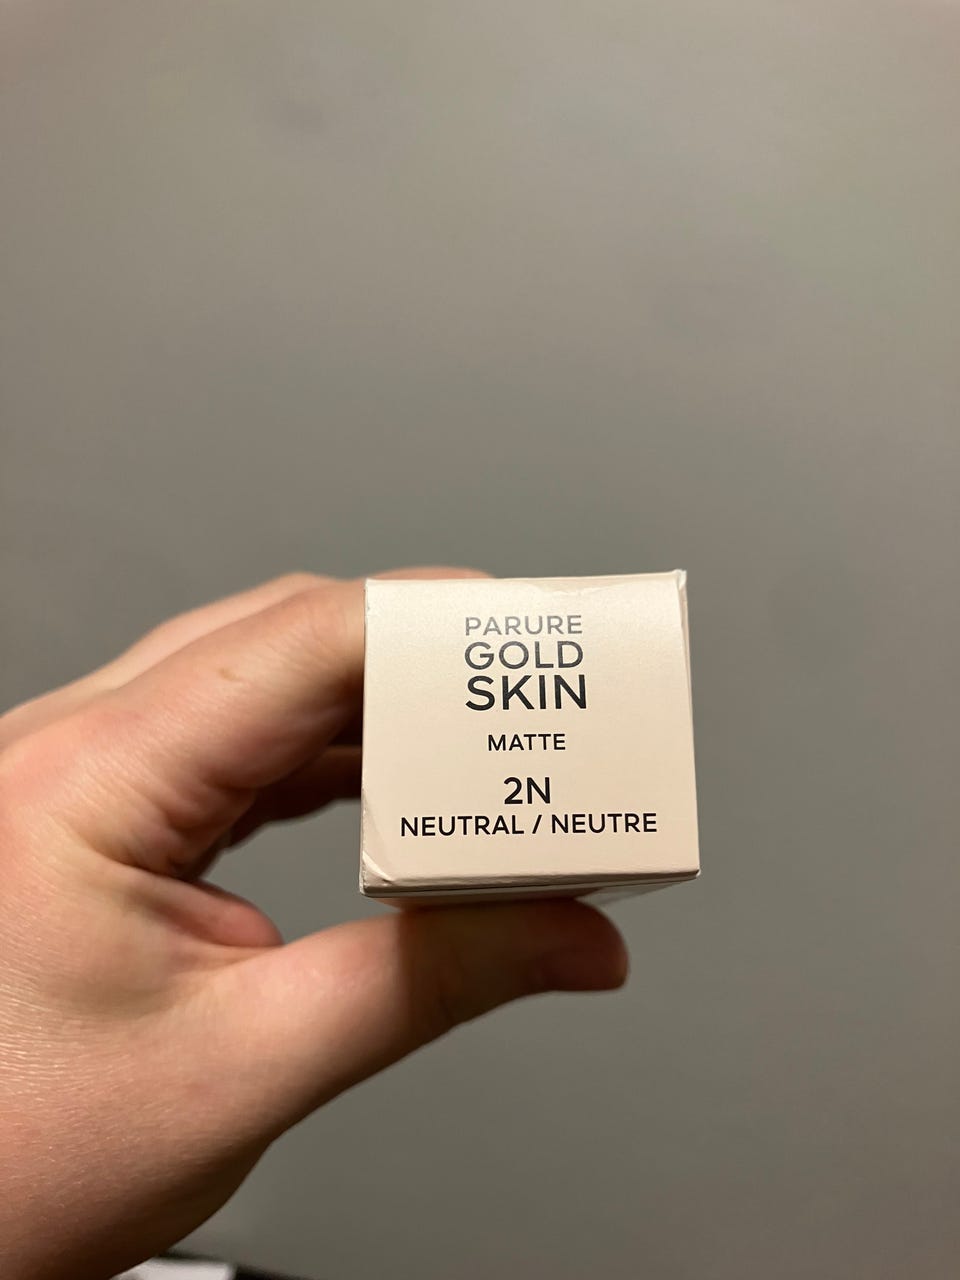 PARURE
GOLD
SKIN
MATTE
2N
NEUTRAL / NEUTRE